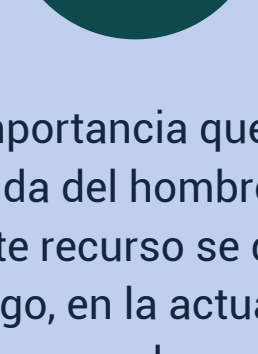 mportancia que
da del hombre
te recurso se
go, en la actua